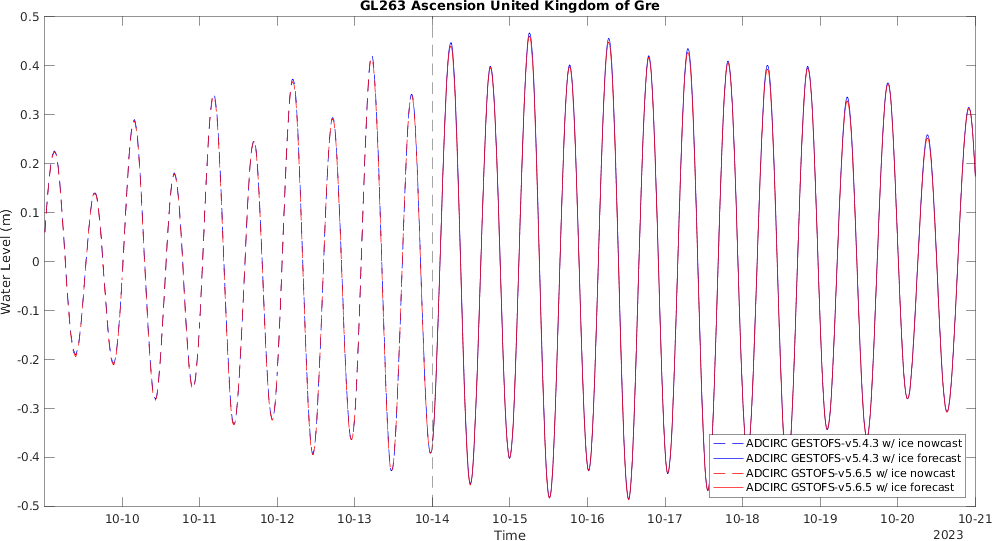 GL263 Ascension United Kingdom of Gre
Water Level (m)
0.5
0.4
0.3
0.2
0.1
0
-0.1
-0.2
-0.3
-0.4
-0.5
ADCIRC GESTOFS-v5.4.3 w/ ice nowcast
ADCIRC GESTOFS-v5.4.3 w/ ice forecast
ADCIRC GSTOFS-v5.6.5 w/ ice nowcast
ADCIRC GSTOFS-v5.6.5 w/ ice forecast
10-10 10-11 10-12 10-13 10-14 10-15 10-16 10-17 10-18 10-19 10-20 10-21
Time
2023